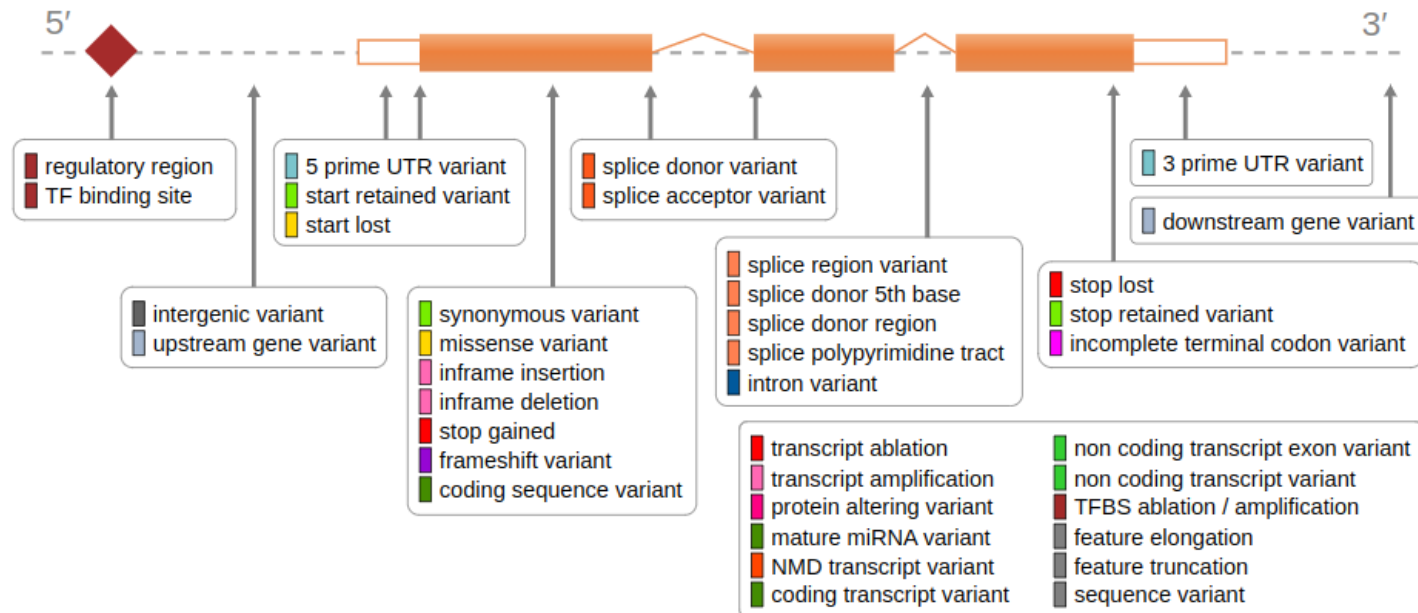 5′
3′
regulatory region
TF binding site
5 prime UTR variant
start retained variant
start lost
splice donor variant
splice acceptor variant
3 prime UTR variant
downstream gene variant
intergenic variant
upstream gene variant
synonymous variant
missense variant
inframe insertion
inframe deletion
stop gained
frameshift variant
coding sequence variant
splice region variant
splice donor 5th base
splice donor region
splice polypyrimidine tract
intron variant
stop lost
stop retained variant
incomplete terminal codon variant
transcript ablation
transcript amplification
protein altering variant
mature miRNA variant
NMD transcript variant
coding transcript variant
non coding transcript exon variant
non coding transcript variant
TFBS ablation / amplification
feature elongation
feature truncation
sequence variant